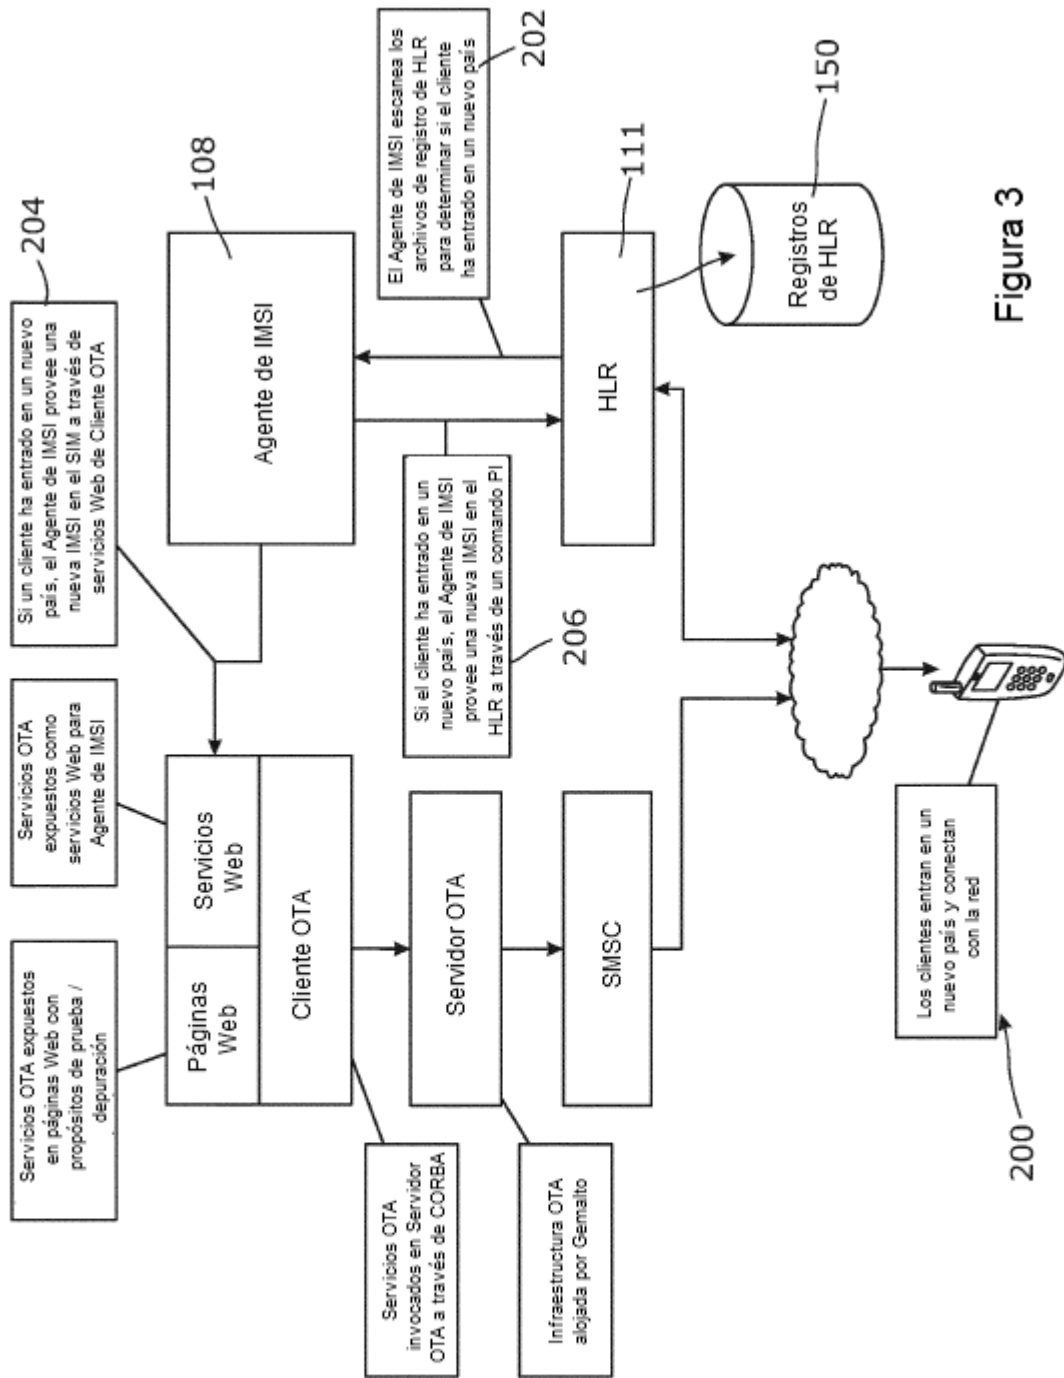 Servicios OTA expuestos
en páginas Web con
propósitos de prueba /
depuración
Servicios OTA
expuestos como
servicios Web para
Agente de IMSI
Si un cliente ha entrado en un nuevo
país, el Agente de IMSI provee una
nueva IMSI en el SIM a través de
servicios Web de Cliente OTA
204
Páginas
Web
Servicios
Web
Cliente OTA
Agente de IMSI
108
Servicios OTA
invocados en Servidor
OTA a través de CORBA
Servidor OTA
Si el cliente ha entrado en un
nuevo país, el Agente de IMSI
provee una nueva IMSI en el
HLR a través de un comando PI
206
El Agente de IMSI escanea los
archivos de registro de HLR
para determinar si el cliente
ha entrado en un nuevo país
202
Infraestructura OTA
alojada por Gemalto
SMSC
HLR
111
Registros
de HLR
150
Los clientes entran en un
nuevo país y conectan
con la red
200
Figura 3